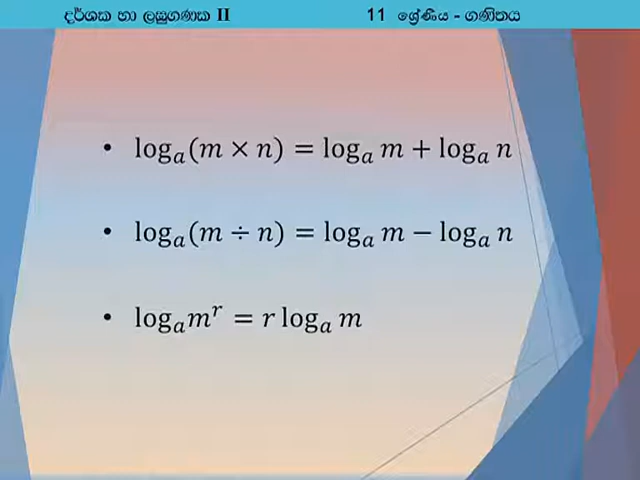 දර්ශක හා ලඝුගණක II 11 ශ්‍රේණිය - ගණිතය
• logₐ(m × n) = logₐ m + logₐ n
• logₐ(m ÷ n) = logₐ m − logₐ n
• logₐmʳ = r logₐ m